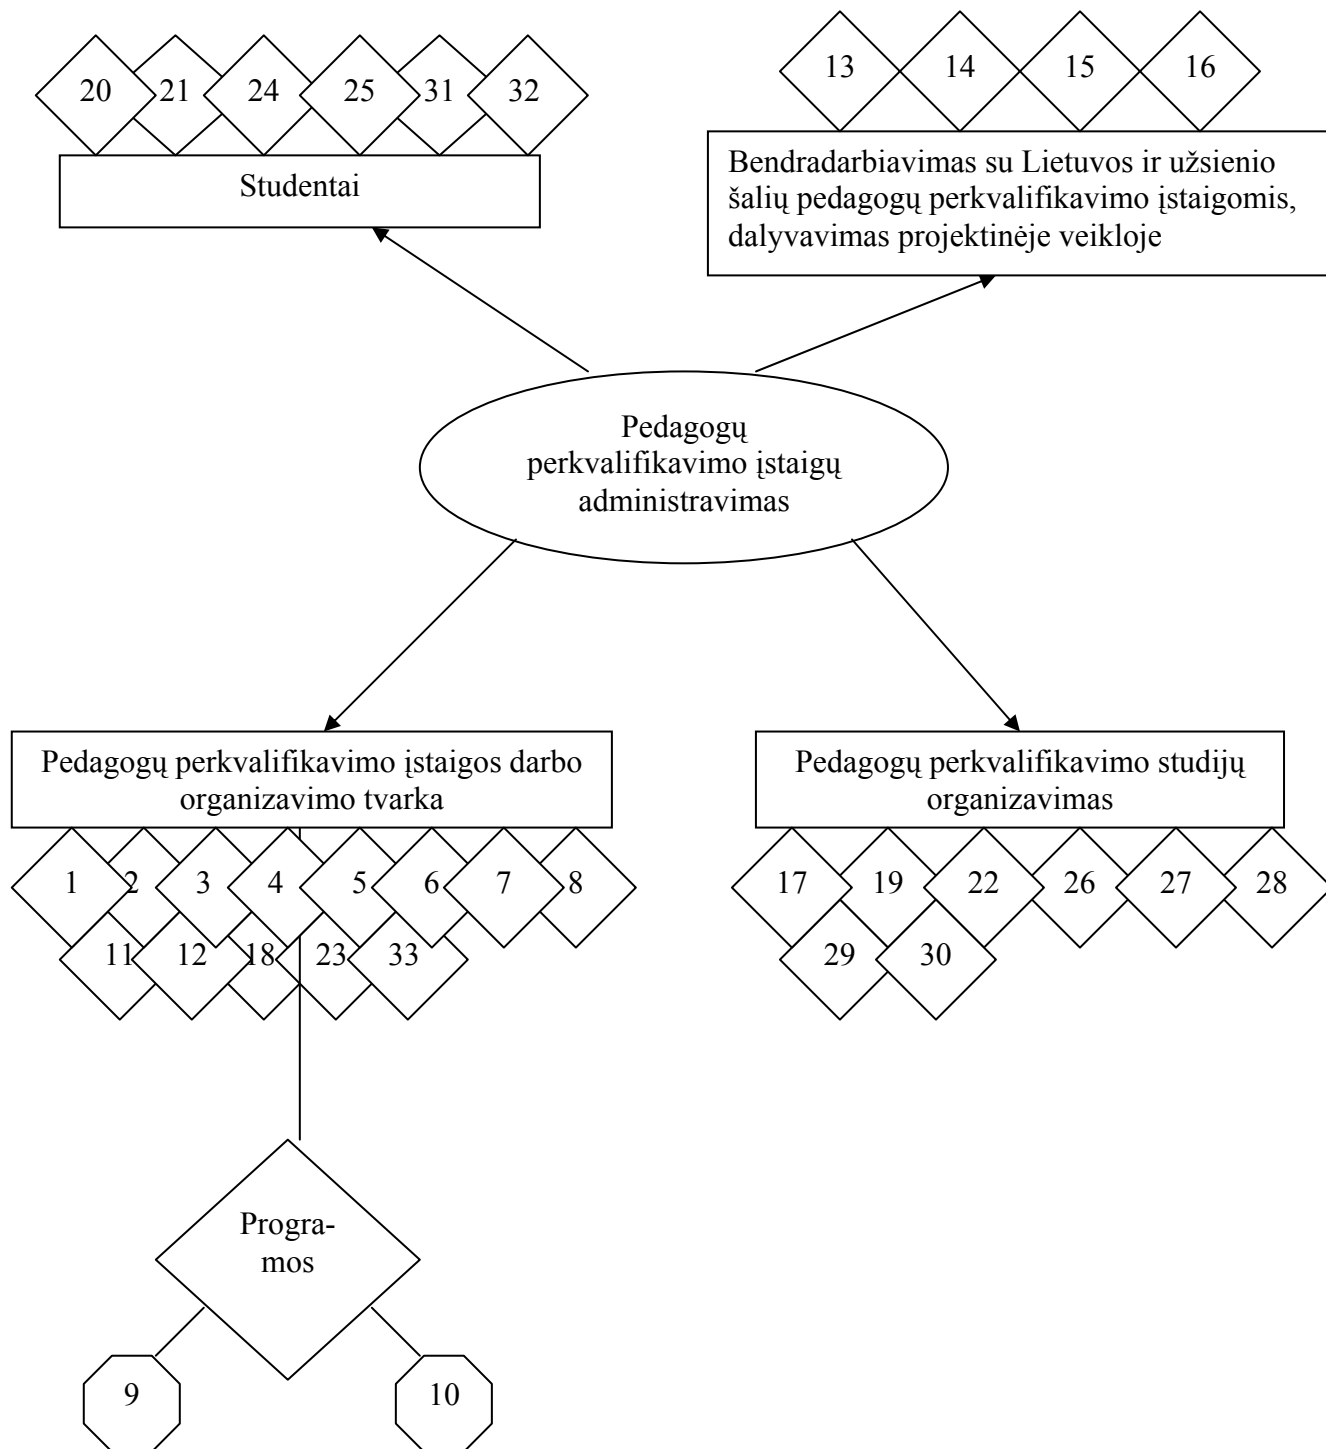 20 21 24 25 31 32
13 14 15 16
Studentai
Bendradarbiavimas su Lietuvos ir užsienio
šalių pedagogų perkvalifikavimo įstaigomis,
dalyvavimas projektinėje veikloje
Pedagogų
perkvalifikavimo įstaigų
administravimas
Pedagogų perkvalifikavimo įstaigos darbo
organizavimo tvarka
1 2 3 4 5 6 7 8
11 12 18 23 33
Pedagogų perkvalifikavimo studijų
organizavimas
17 19 22 26 27 28
29 30
Progra-
mos
9 10